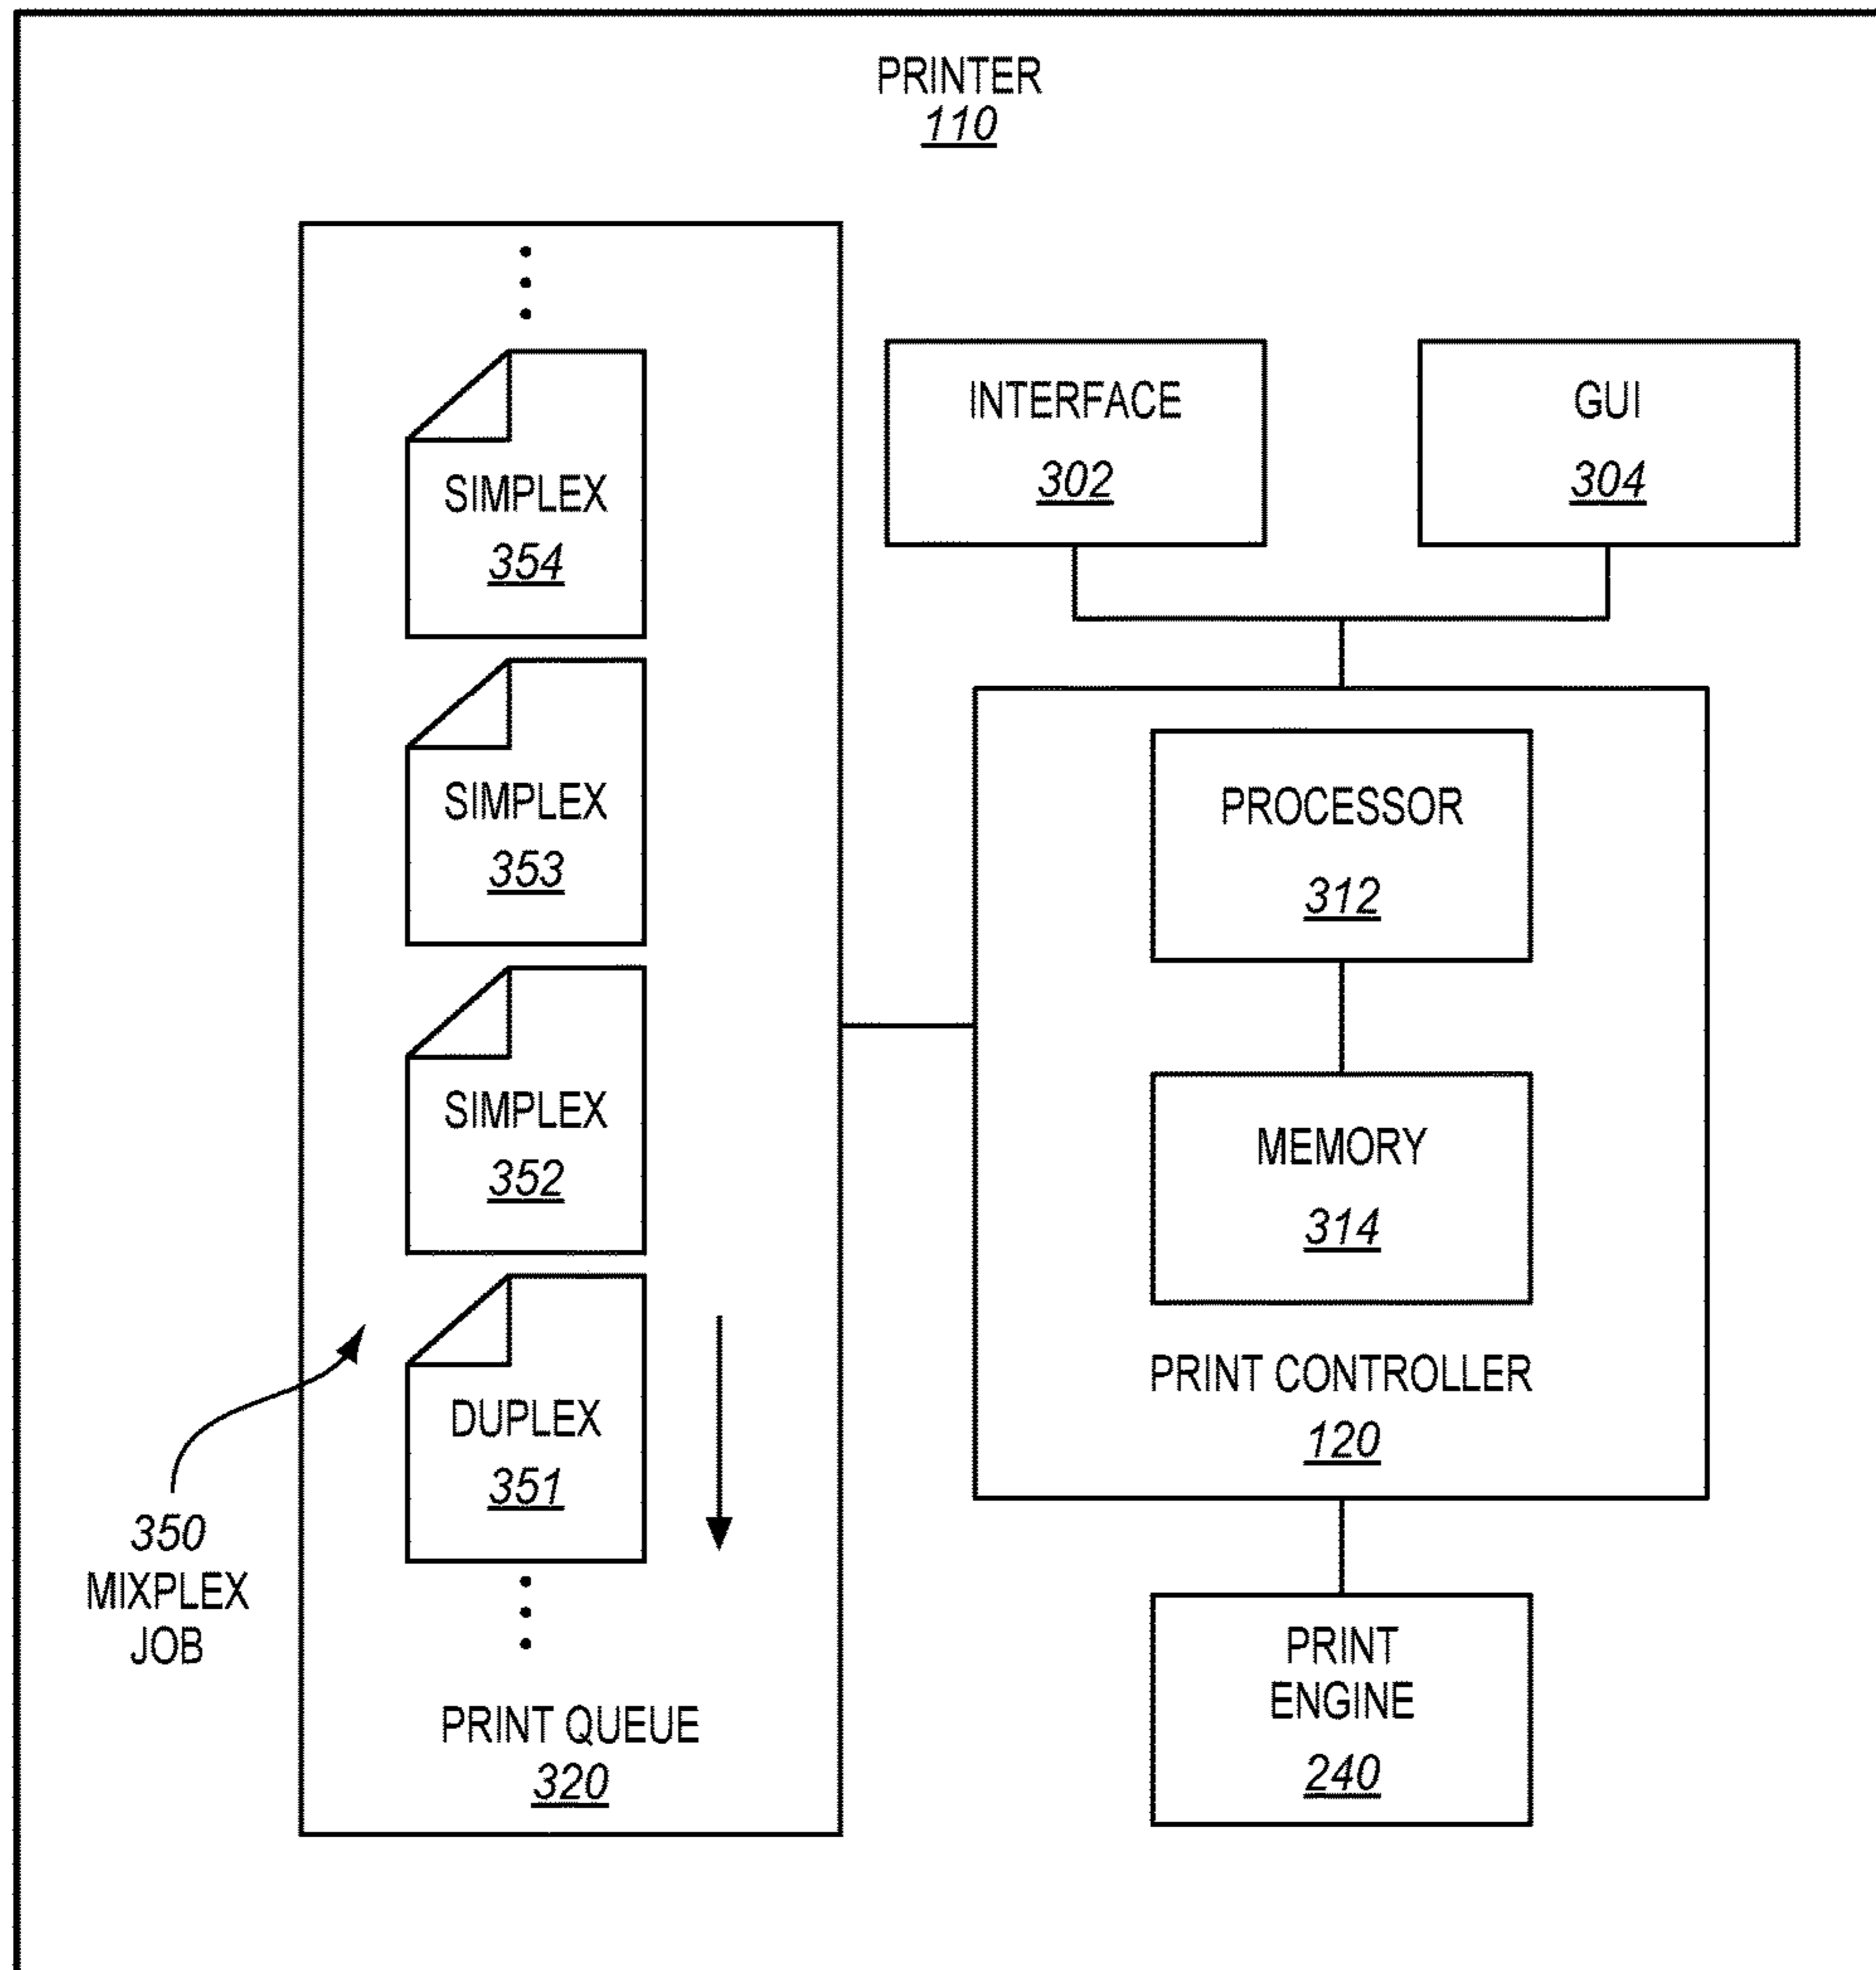 PRINTER
110
SIMPLEX
354
SIMPLEX
353
SIMPLEX
352
DUPLEX
351
350
MIXPLEX
JOB
PRINT QUEUE
320
INTERFACE
302
GUI
304
PROCESSOR
312
MEMORY
314
PRINT CONTROLLER
120
PRINT
ENGINE
240